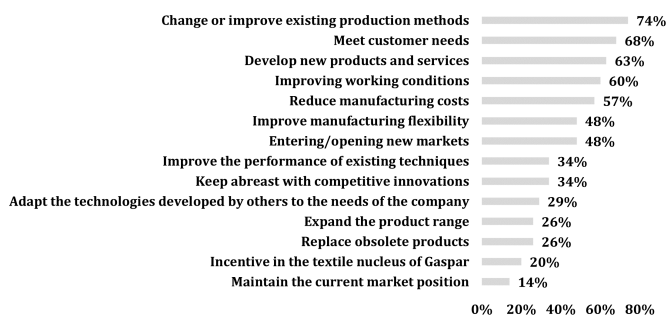 Change or improve existing production methods 74%
Meet customer needs 68%
Develop new products and services 63%
Improving working conditions 60%
Reduce manufacturing costs 57%
Improve manufacturing flexibility 48%
Entering/opening new markets 48%
Improve the performance of existing techniques 34%
Keep abreast with competitive innovations 34%
Adapt the technologies developed by others to the needs of the company 29%
Expand the product range 26%
Replace obsolete products 26%
Incentive in the textile nucleus of Gaspar 20%
Maintain the current market position 14%
0% 20% 40% 60% 80%